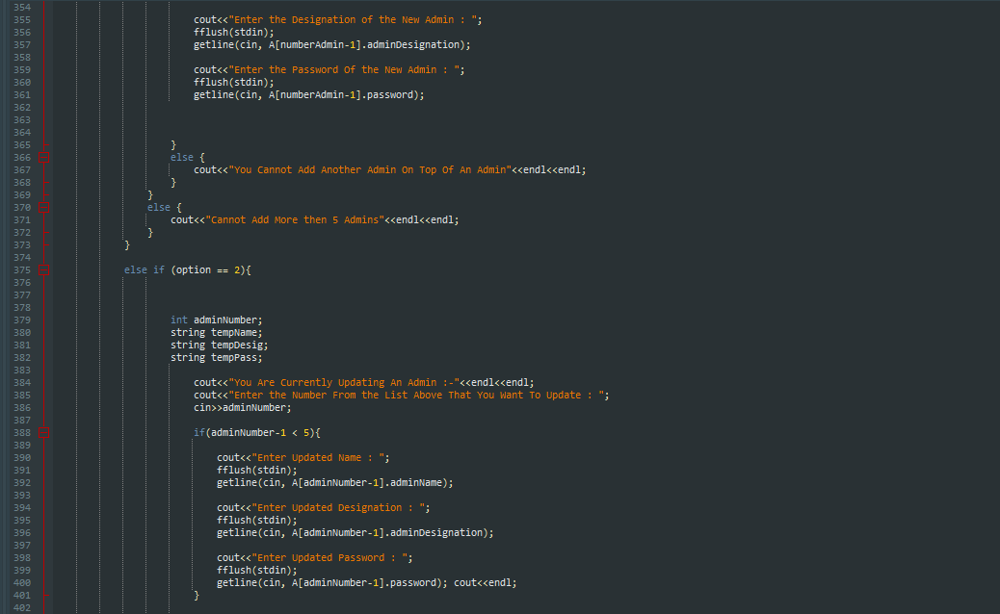 354
355 cout<<"Enter the Designation of the New Admin : ";
356 fflush(stdin);
357 getline(cin, A[numberAdmin-1].adminDesignation);
358
359 cout<<"Enter the Password Of the New Admin : ";
360 fflush(stdin);
361 getline(cin, A[numberAdmin-1].password);
362
363
364
365 }
366 else {
367 cout<<"You Cannot Add Another Admin On Top Of An Admin"<<endl<<endl;
368 }
369 }
370 else {
371 cout<<"Cannot Add More then 5 Admins"<<endl<<endl;
372 }
373 }
374
375 else if (option == 2){
376
377
378
379 int adminNumber;
380 string tempName;
381 string tempDesig;
382 string tempPass;
383
384 cout<<"You Are Currently Updating An Admin :-"<<endl<<endl;
385 cout<<"Enter the Number From the List Above That You Want To Update : ";
386 cin>>adminNumber;
387
388 if(adminNumber-1 < 5){
389
390 cout<<"Enter Updated Name : ";
391 fflush(stdin);
392 getline(cin, A[adminNumber-1].adminName);
393
394 cout<<"Enter Updated Designation : ";
395 fflush(stdin);
396 getline(cin, A[adminNumber-1].adminDesignation);
397
398 cout<<"Enter Updated Password : ";
399 fflush(stdin);
400 getline(cin, A[adminNumber-1].password); cout<<endl;
401 }
402